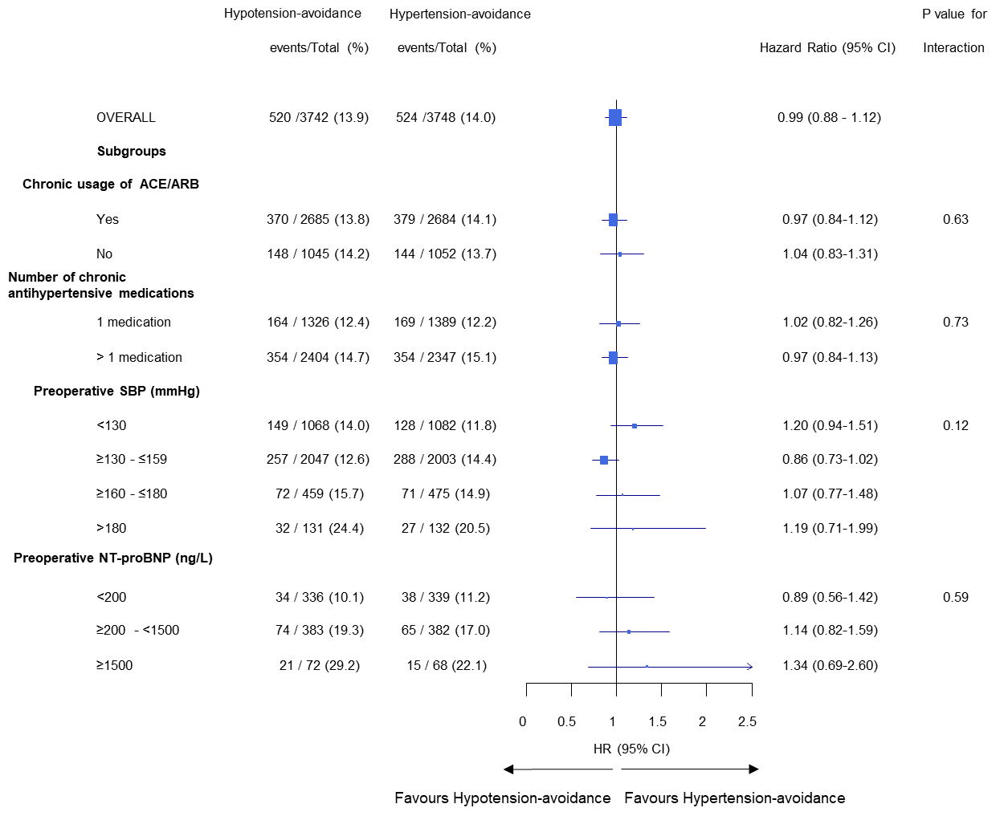 Hypotension-avoidance Hypertension-avoidance P value for
events/Total (%) events/Total (%) Hazard Ratio (95% CI) Interaction
OVERALL 520 /3742 (13.9) 524 /3748 (14.0) 0.99 (0.88 - 1.12)
Subgroups
Chronic usage of ACE/ARB
Yes 370 / 2685 (13.8) 379 / 2684 (14.1) 0.97 (0.84-1.12) 0.63
No 148 / 1045 (14.2) 144 / 1052 (13.7) 1.04 (0.83-1.31)
Number of chronic
antihypertensive medications
1 medication 164 / 1326 (12.4) 169 / 1389 (12.2) 1.02 (0.82-1.26) 0.73
> 1 medication 354 / 2404 (14.7) 354 / 2347 (15.1) 0.97 (0.84-1.13)
Preoperative SBP (mmHg)
<130 149 / 1068 (14.0) 128 / 1082 (11.8) 1.20 (0.94-1.51) 0.12
≥130 - ≤159 257 / 2047 (12.6) 288 / 2003 (14.4) 0.86 (0.73-1.02)
≥160 - ≤180 72 / 459 (15.7) 71 / 475 (14.9) 1.07 (0.77-1.48)
>180 32 / 131 (24.4) 27 / 132 (20.5) 1.19 (0.71-1.99)
Preoperative NT-proBNP (ng/L)
<200 34 / 336 (10.1) 38 / 339 (11.2) 0.89 (0.56-1.42) 0.59
≥200 - <1500 74 / 383 (19.3) 65 / 382 (17.0) 1.14 (0.82-1.59)
≥1500 21 / 72 (29.2) 15 / 68 (22.1) 1.34 (0.69-2.60)
0 0.5 1 1.5 2 2.5
HR (95% CI)
Favours Hypotension-avoidance Favours Hypertension-avoidance